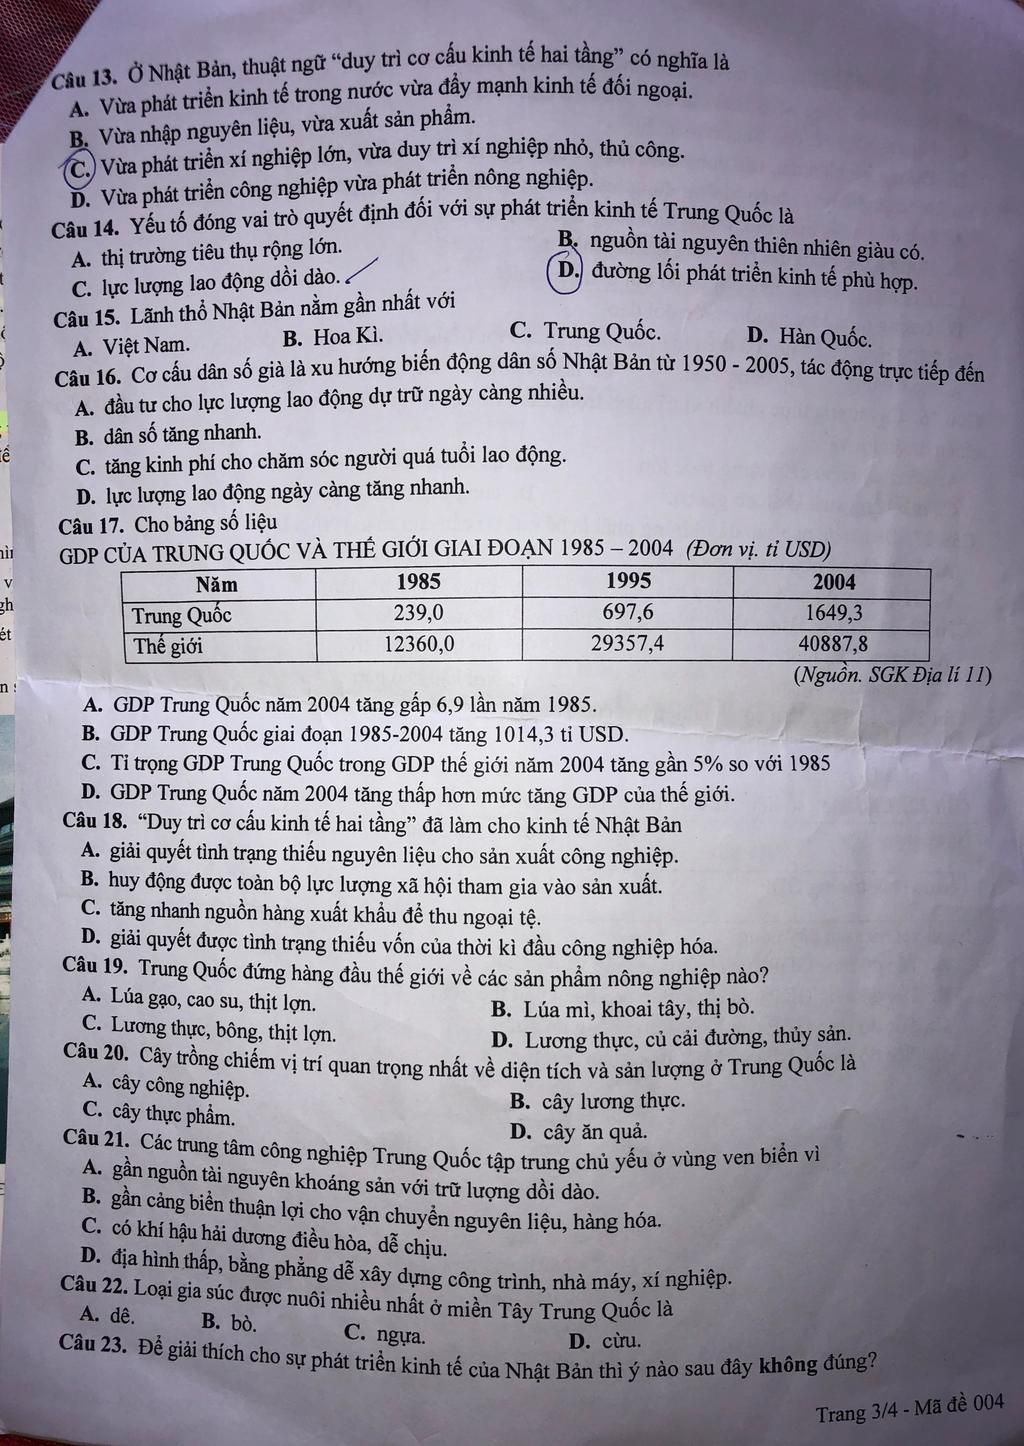 Câu 13. Ở Nhật Bản, thuật ngữ “duy trì cơ cấu kinh tế hai tầng” có nghĩa là
A. Vừa phát triển kinh tế trong nước vừa đẩy mạnh kinh tế đối ngoại.
B. Vừa nhập nguyên liệu, vừa xuất sản phẩm.
C. Vừa phát triển xí nghiệp lớn, vừa duy trì xí nghiệp nhỏ, thủ công.
D. Vừa phát triển công nghiệp vừa phát triển nông nghiệp.
Câu 14. Yếu tố đóng vai trò quyết định đối với sự phát triển kinh tế Trung Quốc là
A. thị trường tiêu thụ rộng lớn. B. nguồn tài nguyên thiên nhiên giàu có.
C. lực lượng lao động dồi dào. D. đường lối phát triển kinh tế phù hợp.
Câu 15. Lãnh thổ Nhật Bản nằm gần nhất với
A. Việt Nam. B. Hoa Kì. C. Trung Quốc. D. Hàn Quốc.
Câu 16. Cơ cấu dân số già là xu hướng biến động dân số Nhật Bản từ 1950 - 2005, tác động trực tiếp đến
A. đầu tư cho lực lượng lao động dự trữ ngày càng nhiều.
B. dân số tăng nhanh.
C. tăng kinh phí cho chăm sóc người quá tuổi lao động.
D. lực lượng lao động ngày càng tăng nhanh.
Câu 17. Cho bảng số liệu
GDP CỦA TRUNG QUỐC VÀ THẾ GIỚI GIAI ĐOẠN 1985 – 2004 (Đơn vị. tỉ USD)
Năm 1985 1995 2004
Trung Quốc 239,0 697,6 1649,3
Thế giới 12360,0 29357,4 40887,8
(Nguồn. SGK Địa lí 11)
A. GDP Trung Quốc năm 2004 tăng gấp 6,9 lần năm 1985.
B. GDP Trung Quốc giai đoạn 1985-2004 tăng 1014,3 tỉ USD.
C. Tỉ trọng GDP Trung Quốc trong GDP thế giới năm 2004 tăng gần 5% so với 1985
D. GDP Trung Quốc năm 2004 tăng thấp hơn mức tăng GDP của thế giới.
Câu 18. “Duy trì cơ cấu kinh tế hai tầng” đã làm cho kinh tế Nhật Bản
A. giải quyết tình trạng thiếu nguyên liệu cho sản xuất công nghiệp.
B. huy động được toàn bộ lực lượng xã hội tham gia vào sản xuất.
C. tăng nhanh nguồn hàng xuất khẩu để thu ngoại tệ.
D. giải quyết được tình trạng thiếu vốn của thời kì đầu công nghiệp hóa.
Câu 19. Trung Quốc đứng hàng đầu thế giới về các sản phẩm nông nghiệp nào?
A. Lúa gạo, cao su, thịt lợn. B. Lúa mì, khoai tây, thị bò.
C. Lương thực, bông, thịt lợn. D. Lương thực, củ cải đường, thủy sản.
Câu 20. Cây trồng chiếm vị trí quan trọng nhất về diện tích và sản lượng ở Trung Quốc là
A. cây công nghiệp. B. cây lương thực.
C. cây thực phẩm. D. cây ăn quả.
Câu 21. Các trung tâm công nghiệp Trung Quốc tập trung chủ yếu ở vùng ven biển vì
A. gần nguồn tài nguyên khoáng sản với trữ lượng dồi dào.
B. gần cảng biển thuận lợi cho vận chuyển nguyên liệu, hàng hóa.
C. có khí hậu hải dương điều hòa, dễ chịu.
D. địa hình thấp, bằng phẳng dễ xây dựng công trình, nhà máy, xí nghiệp.
Câu 22. Loại gia súc được nuôi nhiều nhất ở miền Tây Trung Quốc là
A. dê. B. bò. C. ngựa. D. cừu.
Câu 23. Để giải thích cho sự phát triển kinh tế của Nhật Bản thì ý nào sau đây không đúng?
Trang 3/4 - Mã đề 004